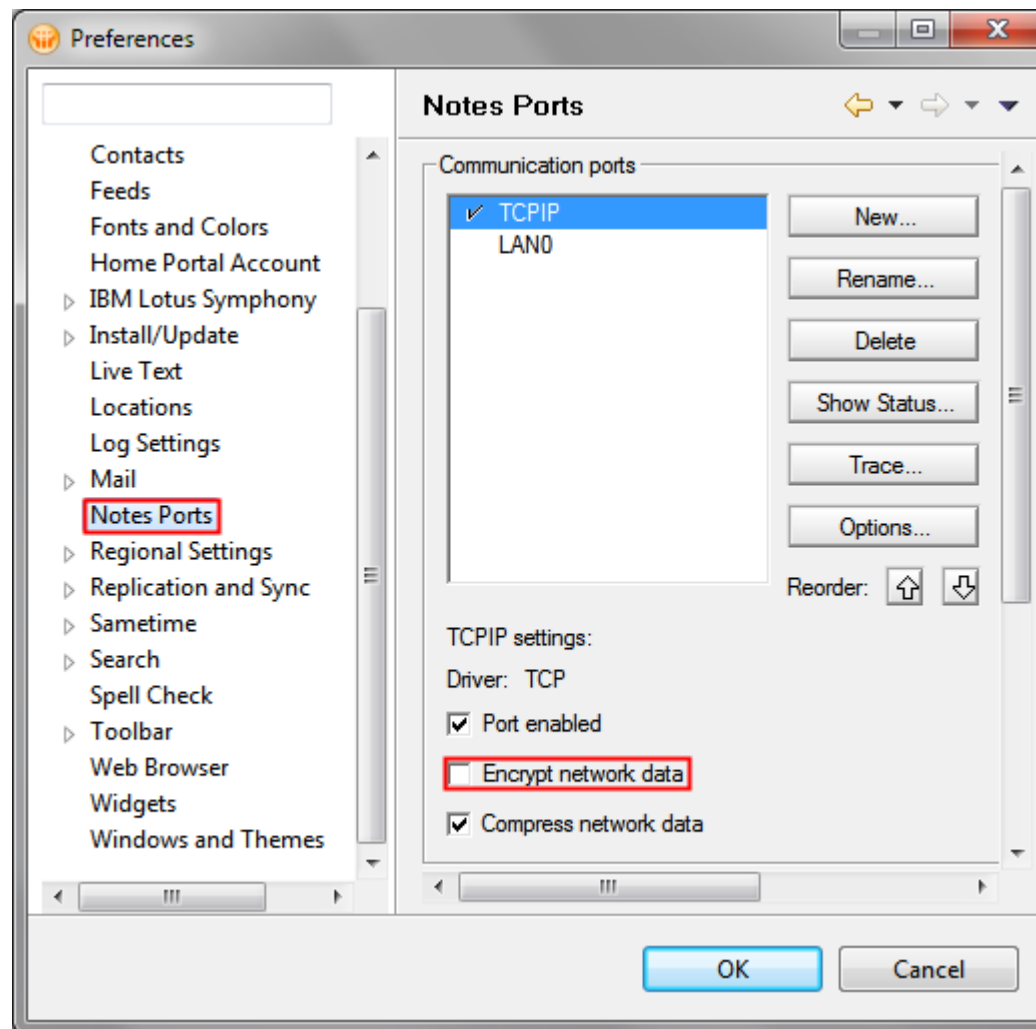 Preferences
Contacts
Feeds
Fonts and Colors
Home Portal Account
IBM Lotus Symphony
Install/Update
Live Text
Locations
Log Settings
Mail
Notes Ports
Regional Settings
Replication and Sync
Sametime
Search
Spell Check
Toolbar
Web Browser
Widgets
Windows and Themes
Notes Ports
Communication ports
TCPIP
LAN0
New...
Rename...
Delete
Show Status...
Trace...
Options...
Reorder:
TCPIP settings:
Driver: TCP
Port enabled
Encrypt network data
Compress network data
OK
Cancel